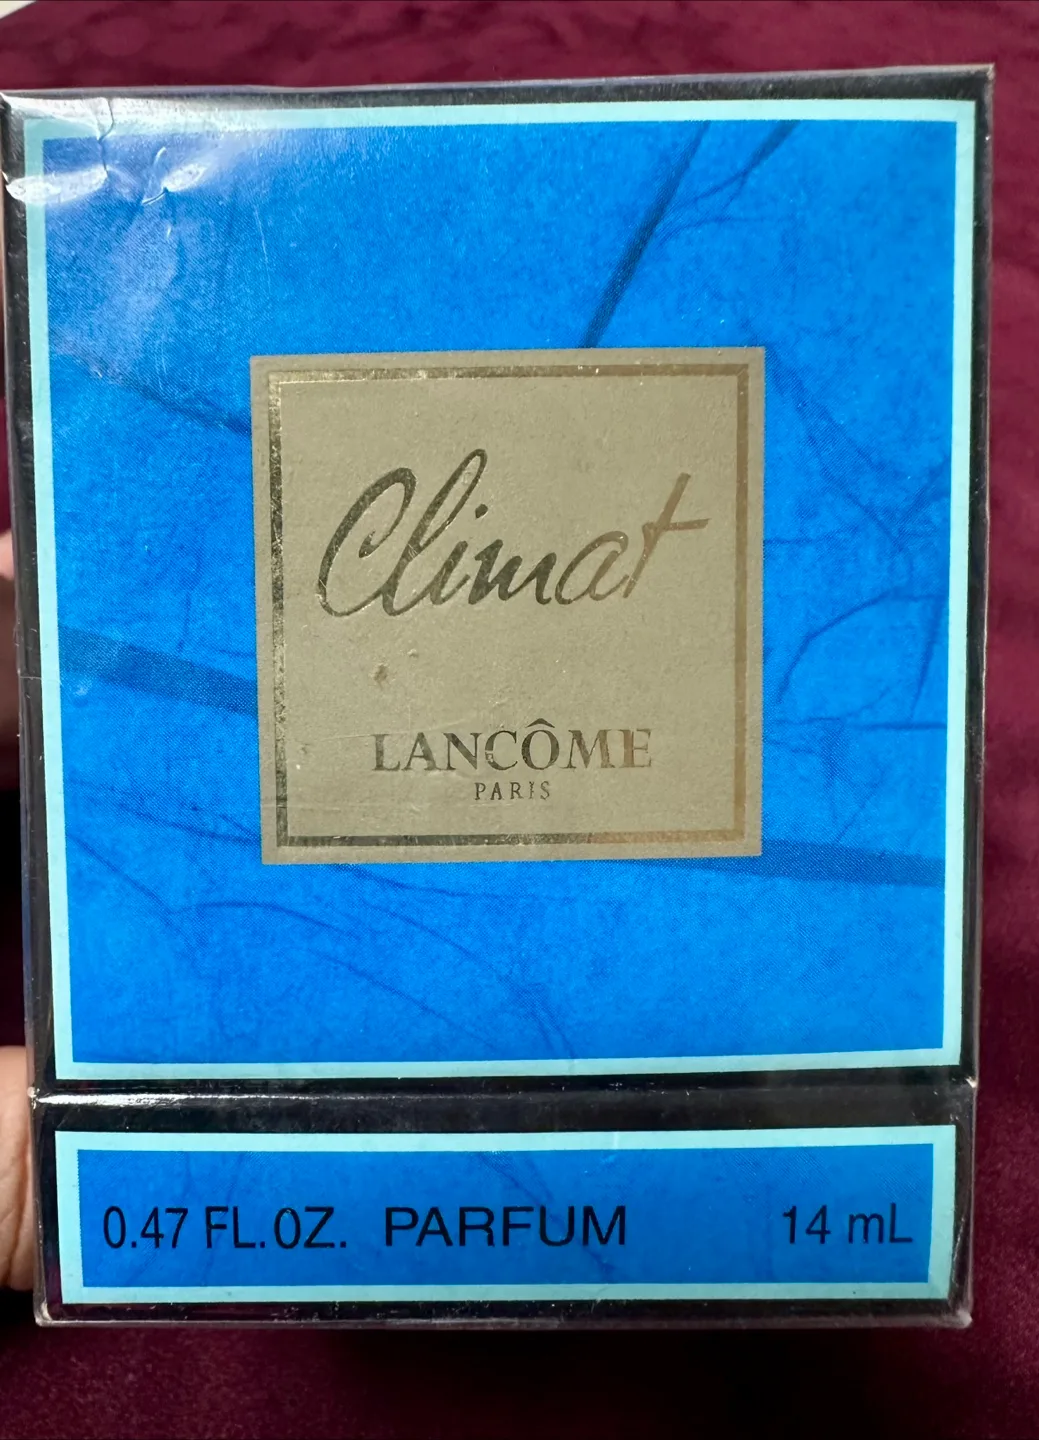 Climat
LANCÔME
PARIS
0.47 FL.OZ. PARFUM 14 mL